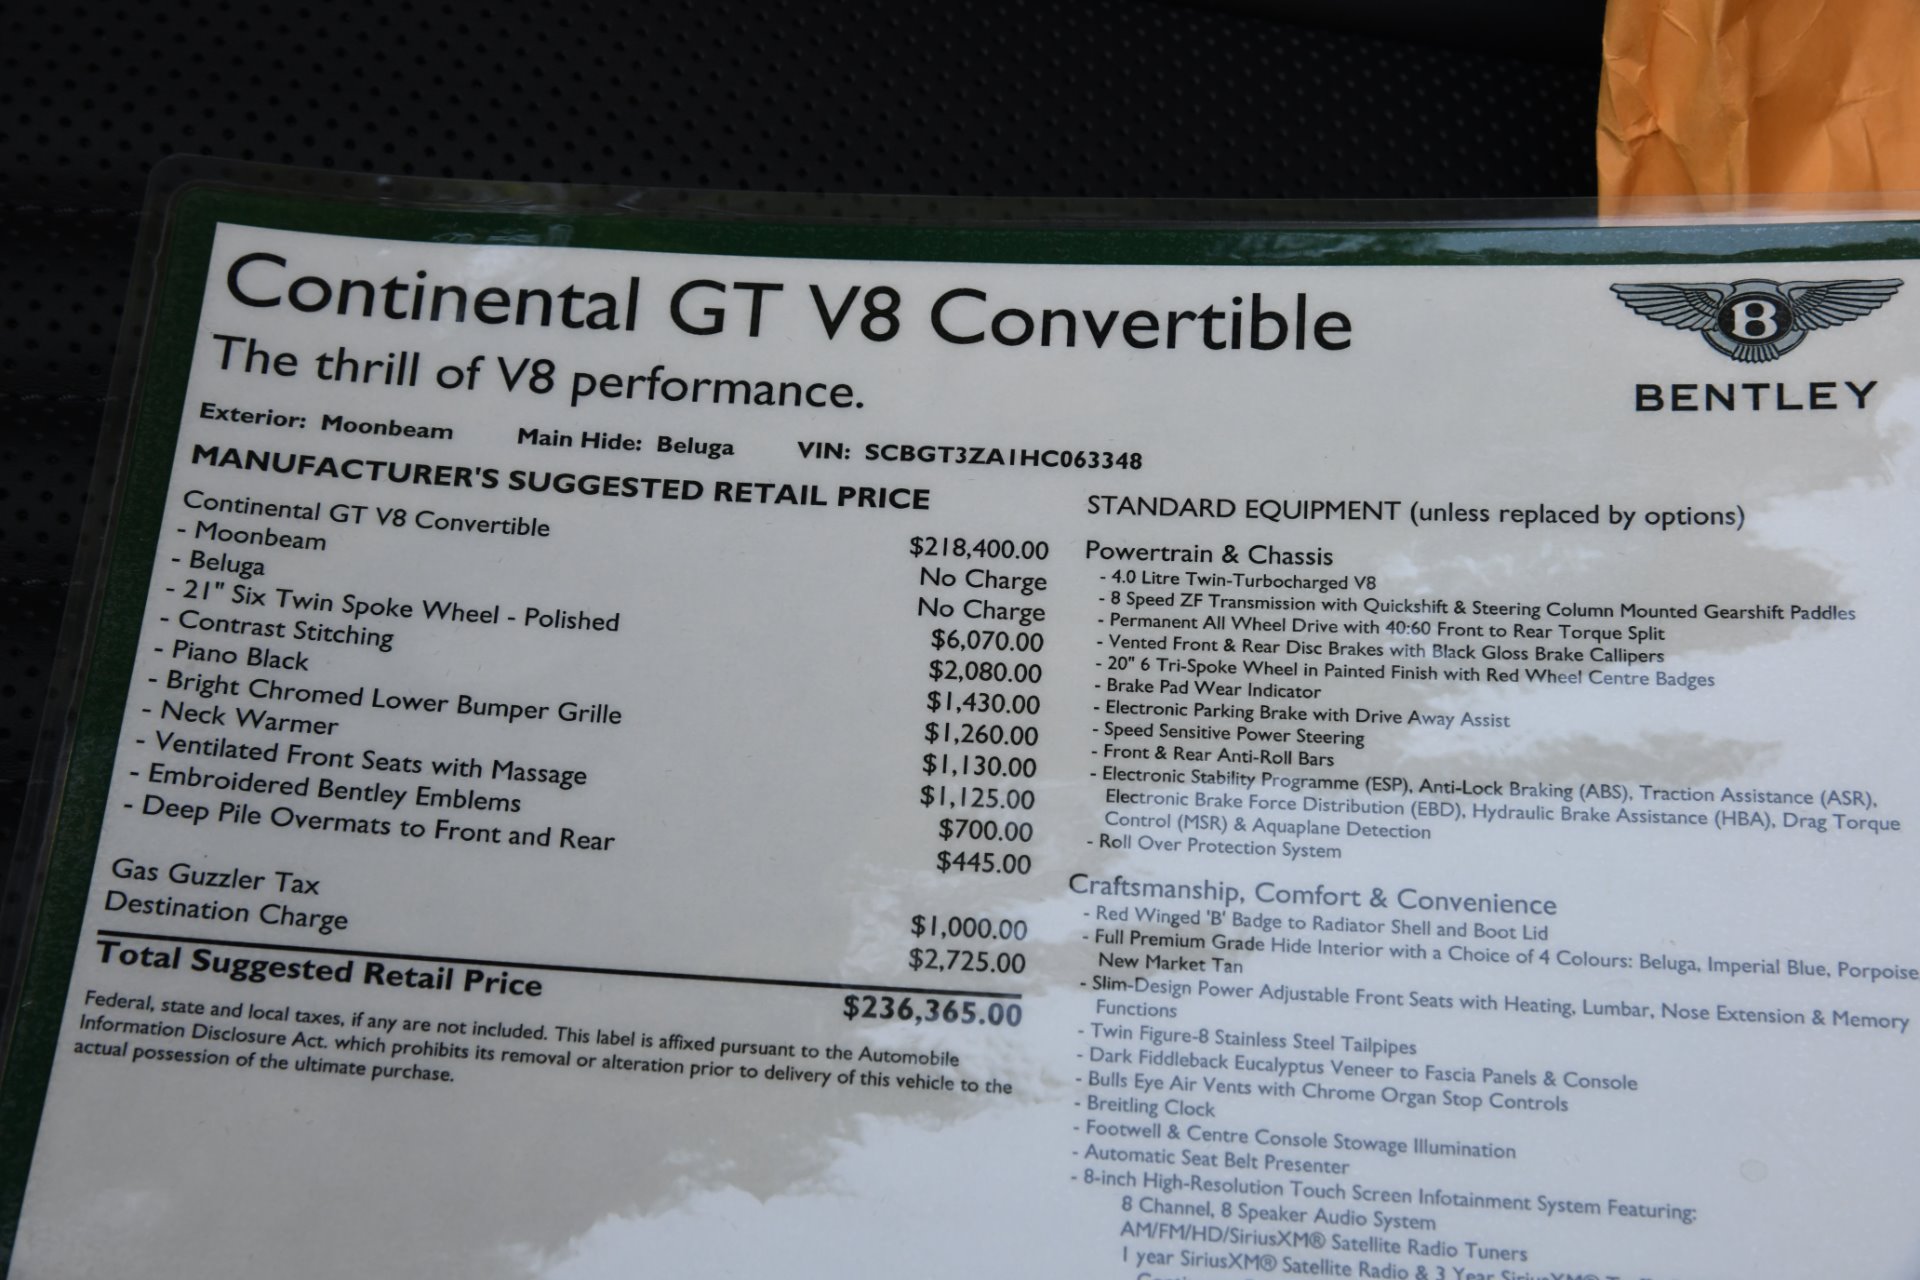 Continental GT V8 Convertible
The thrill of V8 performance.
Exterior: Moonbeam Main Hide: Beluga VIN: SCBGT3ZA1HC063348
B
BENTLEY
MANUFACTURER'S SUGGESTED RETAIL PRICE
Continental GT V8 Convertible $218,400.00
- Moonbeam No Charge
- Beluga No Charge
- 21" Six Twin Spoke Wheel - Polished $6,070.00
- Contrast Stitching $2,080.00
- Piano Black $1,430.00
- Bright Chromed Lower Bumper Grille $1,260.00
- Neck Warmer $1,130.00
- Ventilated Front Seats with Massage $1,125.00
- Embroidered Bentley Emblems $700.00
- Deep Pile Overmats to Front and Rear $445.00
Gas Guzzler Tax $1,000.00
Destination Charge $2,725.00
Total Suggested Retail Price $236,365.00
Federal, state and local taxes, if any are not included. This label is affixed pursuant to the Automobile
Information Disclosure Act. which prohibits its removal or alteration prior to delivery of this vehicle to the
actual possession of the ultimate purchase.
STANDARD EQUIPMENT (unless replaced by options)
Powertrain & Chassis
- 4.0 Litre Twin-Turbocharged V8
- 8 Speed ZF Transmission with Quickshift & Steering Column Mounted Gearshift Paddles
- Permanent All Wheel Drive with 40:60 Front to Rear Torque Split
- Vented Front & Rear Disc Brakes with Black Gloss Brake Callipers
- 20" 6 Tri-Spoke Wheel in Painted Finish with Red Wheel Centre Badges
- Brake Pad Wear Indicator
- Electronic Parking Brake with Drive Away Assist
- Speed Sensitive Power Steering
- Front & Rear Anti-Roll Bars
- Electronic Stability Programme (ESP), Anti-Lock Braking (ABS), Traction Assistance (ASR),
Electronic Brake Force Distribution (EBD), Hydraulic Brake Assistance (HBA), Drag Torque
Control (MSR) & Aquaplane Detection
- Roll Over Protection System
Craftsmanship, Comfort & Convenience
- Red Winged 'B' Badge to Radiator Shell and Boot Lid
- Full Premium Grade Hide Interior with a Choice of 4 Colours: Beluga, Imperial Blue, Porpoise
New Market Tan
- Slim-Design Power Adjustable Front Seats with Heating, Lumbar, Nose Extension & Memory
Functions
- Twin Figure-8 Stainless Steel Tailpipes
- Dark Fiddleback Eucalyptus Veneer to Fascia Panels & Console
- Bulls Eye Air Vents with Chrome Organ Stop Controls
- Breitling Clock
- Footwell & Centre Console Stowage Illumination
- Automatic Seat Belt Presenter
- 8-inch High-Resolution Touch Screen Infotainment System Featuring:
8 Channel, 8 Speaker Audio System
AM/FM/HD/SiriusXM® Satellite Radio Tuners
1 year SiriusXM® Satellite Radio & 3 Year